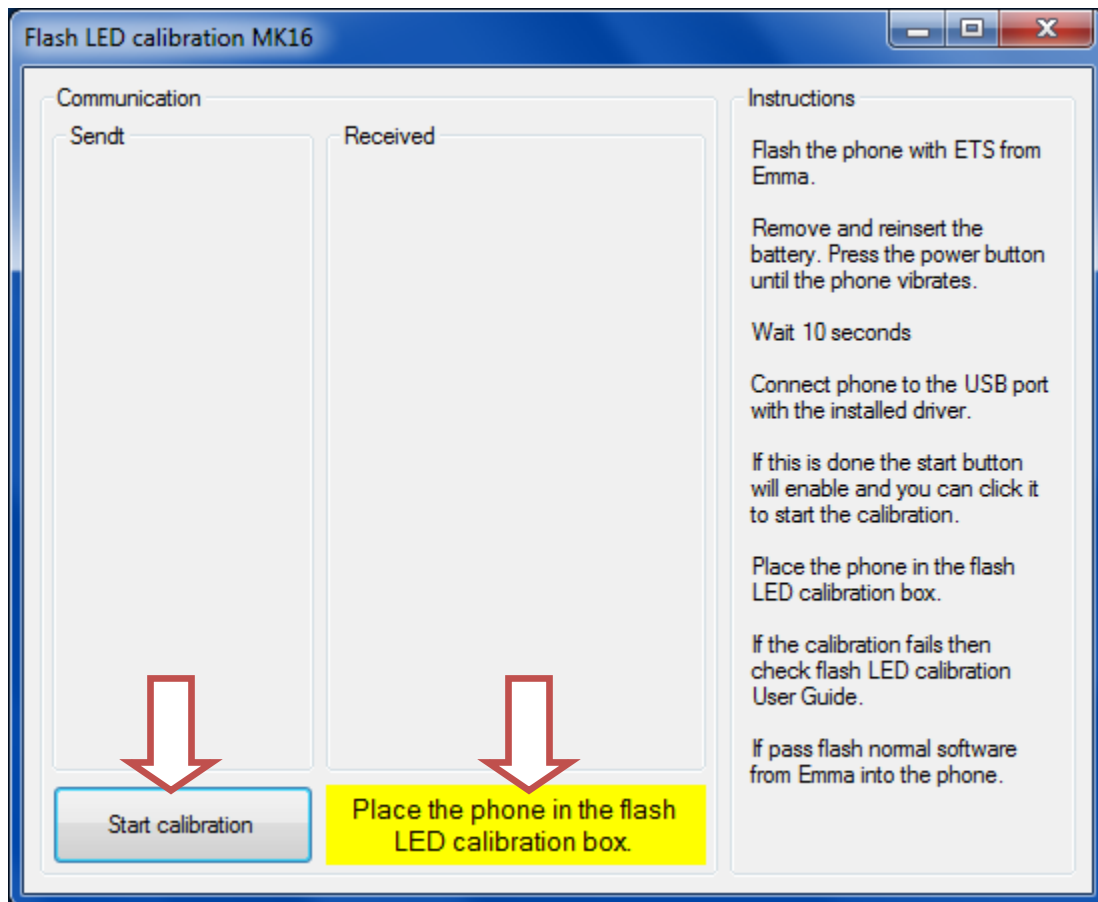 Flash LED calibration MK16
Communication
Sendt
Received
Start calibration
Place the phone in the flash
LED calibration box.
Instructions
Flash the phone with ETS from
Emma.
Remove and reinsert the
battery. Press the power button
until the phone vibrates.
Wait 10 seconds
Connect phone to the USB port
with the installed driver.
If this is done the start button
will enable and you can click it
to start the calibration.
Place the phone in the flash
LED calibration box.
If the calibration fails then
check flash LED calibration
User Guide.
If pass flash normal software
from Emma into the phone.